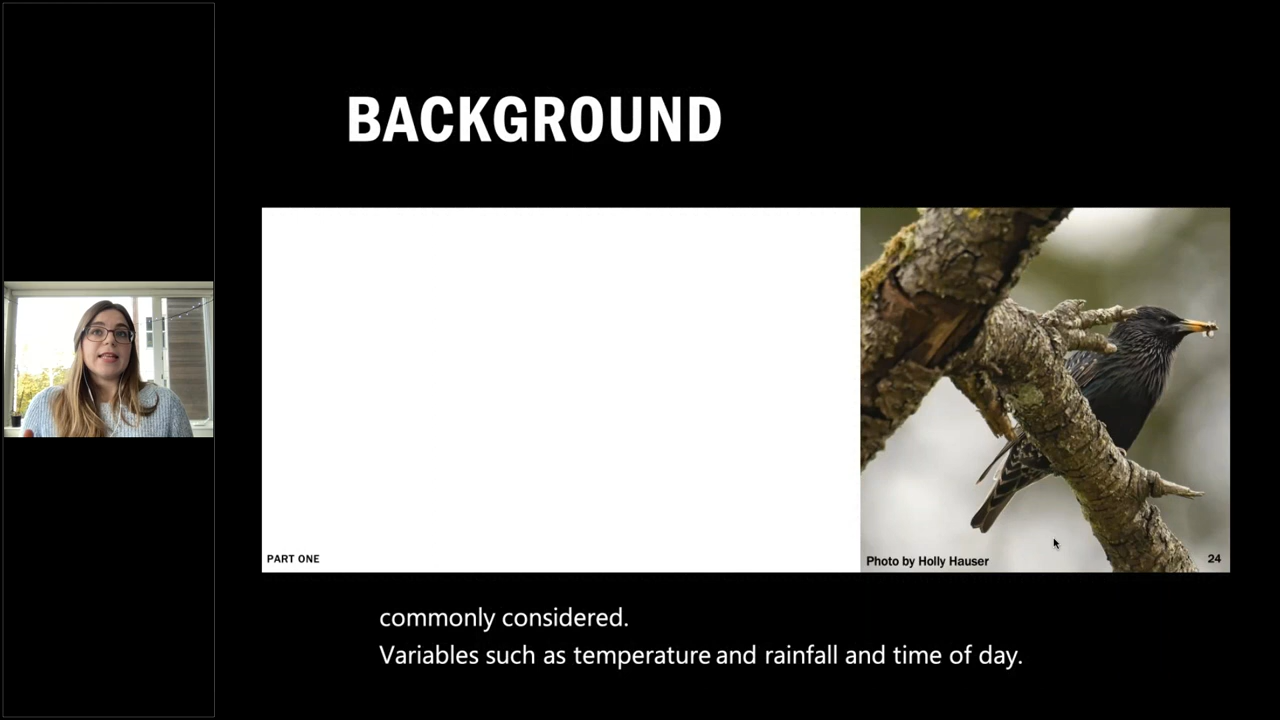 BACKGROUND
PART ONE
Photo by Holly Hauser
24
commonly considered.
Variables such as temperature and rainfall and time of day.